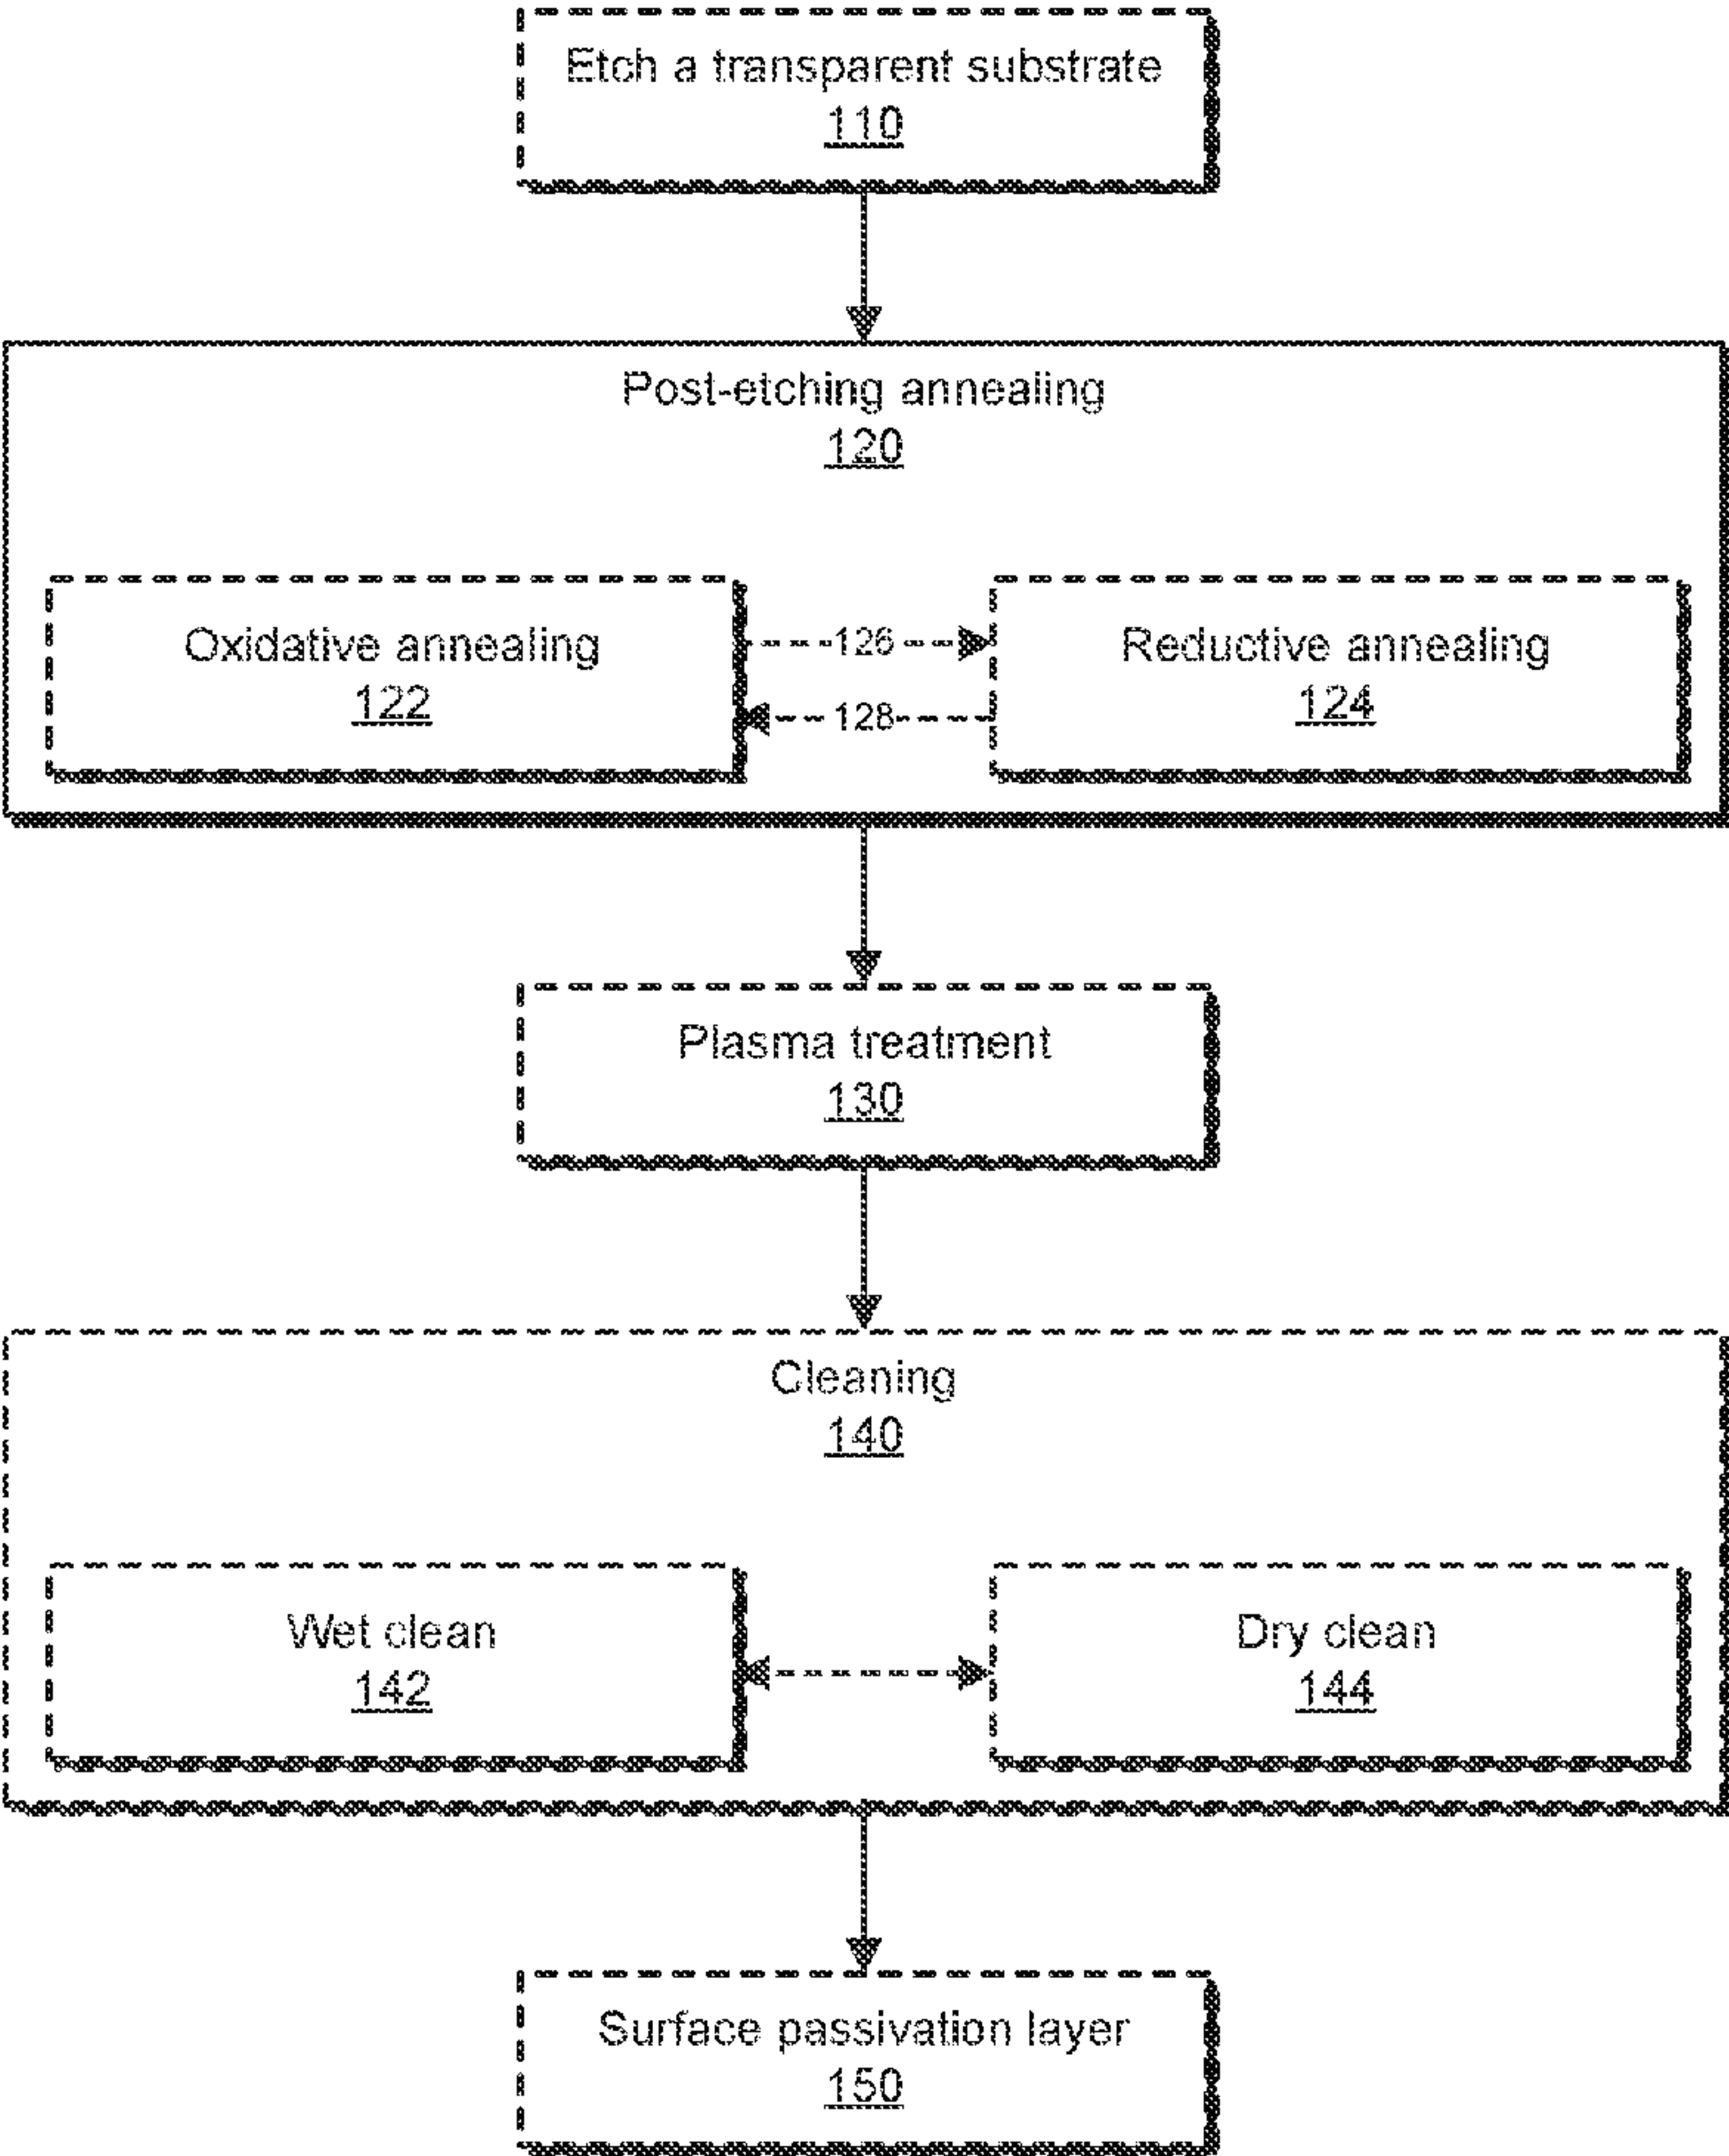 Etch a transparent substrate
110
Post-etching annealing
120
Oxidative annealing
122
126
128
Reductive annealing
124
Plasma treatment
130
Cleaning
140
Wet clean
142
Dry clean
144
Surface passivation layer
150